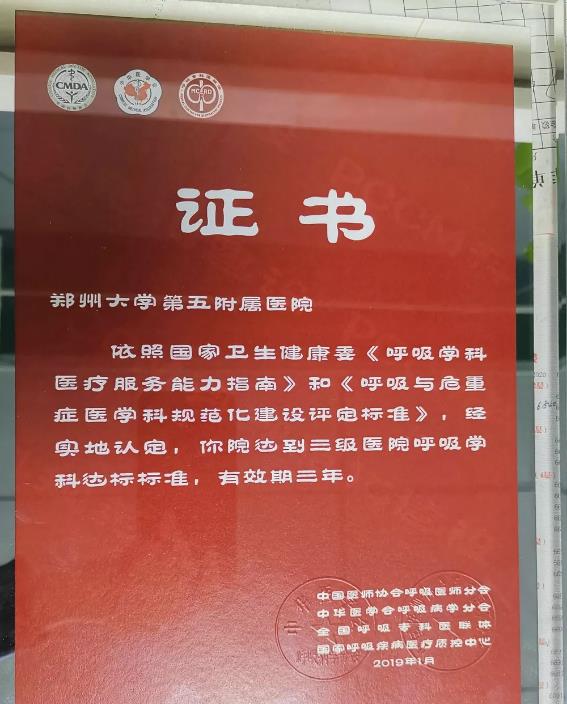 CMDA
MCERD
证书
郑州大学第五附属医院
依照国家卫生健康委《呼吸学科
医疗服务能力指南》和《呼吸与危重
症医学科规范化建设评定标准》，经
实地认定，你院达到三级医院呼吸学
科达标标准，有效期三年。
中国医师协会呼吸医师分会
中华医学会呼吸病学分会
全国呼吸专科医联体
国家呼吸疾病医疗质控中心
2019年1月